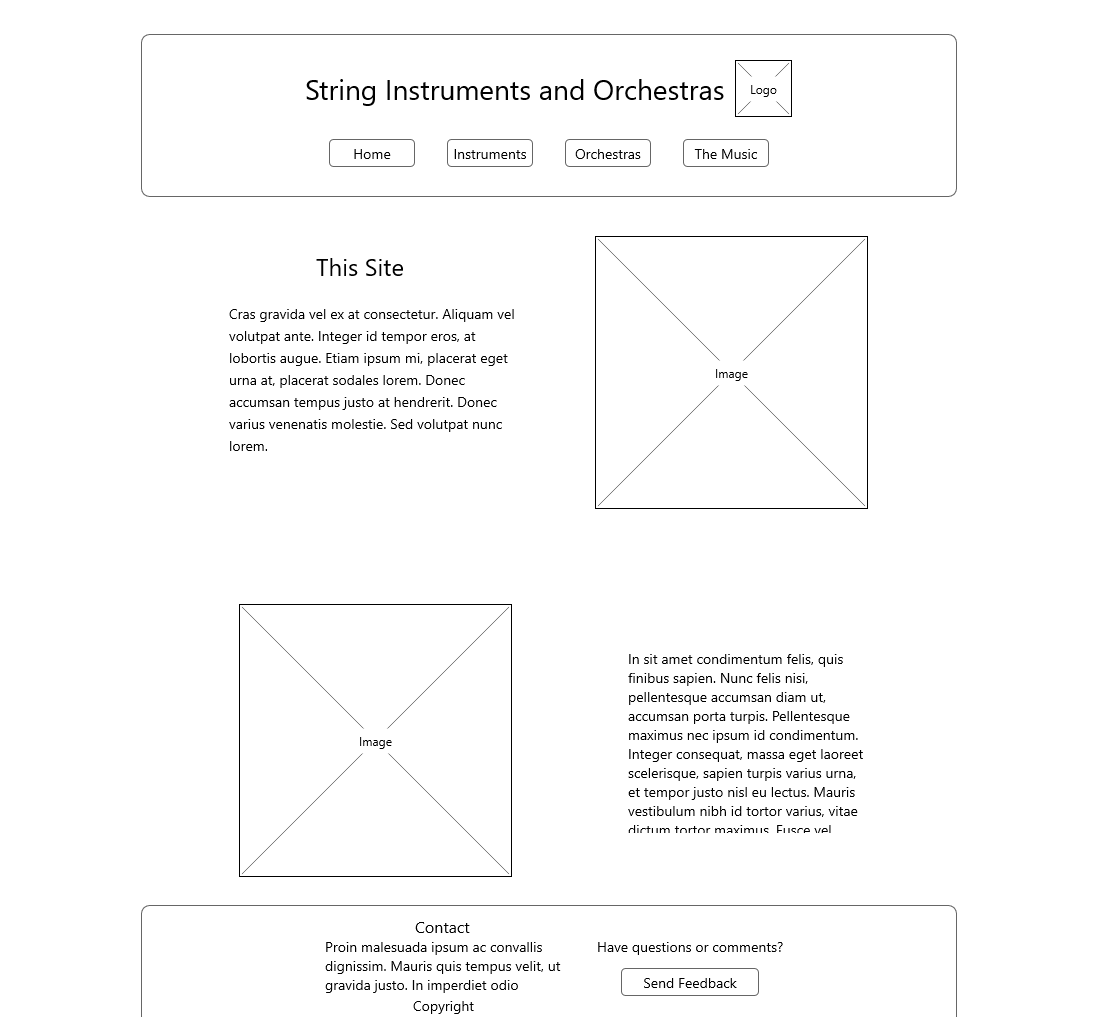 String Instruments and Orchestras
Logo
Home
Instruments
Orchestras
The Music
This Site
Cras gravida vel ex at consectetur. Aliquam vel
volutpat ante. Integer id tempor eros, at
lobortis augue. Etiam ipsum mi, placerat eget
urna at, placerat sodales lorem. Donec
accumsan tempus justo at hendrerit. Donec
varius venenatis molestie. Sed volutpat nunc
lorem.
Image
Image
In sit amet condimentum felis, quis
finibus sapien. Nunc felis nisi,
pellentesque accumsan diam ut,
accumsan porta turpis. Pellentesque
maximus nec ipsum id condimentum.
Integer consequat, massa eget laoreet
scelerisque, sapien turpis varius urna,
et tempor justo nisl eu lectus. Mauris
vestibulum nibh id tortor varius, vitae
dictum tortor maximus. Fusce vel
Contact
Proin malesuada ipsum ac convallis
dignissim. Mauris quis tempus velit, ut
gravida justo. In imperdiet odio
Copyright
Have questions or comments?
Send Feedback